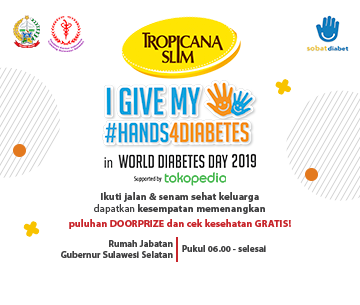 TROPICANA
SLIM
sobatdiabet
I GIVE MY
#HANDS4DIABETES
in WORLD DIABETES DAY 2019
Supported by tokopedia
Ikuti jalan & senam sehat keluarga
dapatkan kesempatan memenangkan
puluhan DOORPRIZE dan cek kesehatan GRATIS!
Rumah Jabatan
Gubernur Sulawesi Selatan
Pukul 06.00 - selesai